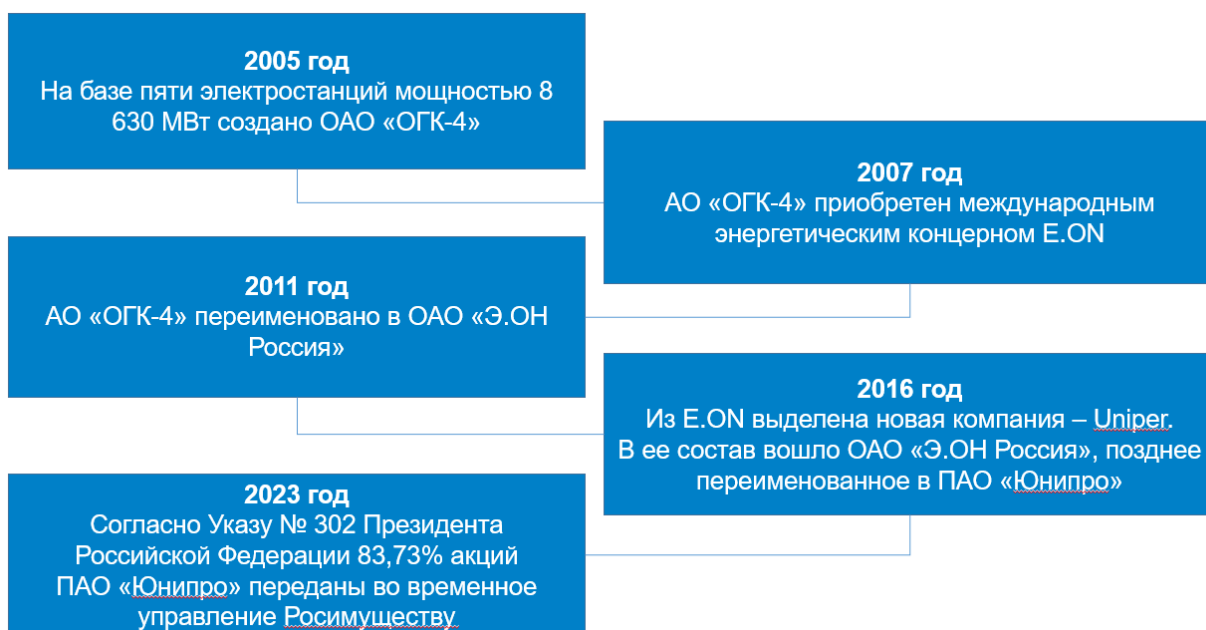 2005 год
На базе пяти электростанций мощностью 8
630 МВт создано ОАО «ОГК-4»
2007 год
АО «ОГК-4» приобретен международным
энергетическим концерном E.ON
2011 год
АО «ОГК-4» переименовано в ОАО «Э.ОН
Россия»
2016 год
Из E.ON выделена новая компания – Uniper.
В ее состав вошло ОАО «Э.ОН Россия», позднее
переименованное в ПАО «Юнипро»
2023 год
Согласно Указу № 302 Президента
Российской Федерации 83,73% акций
ПАО «Юнипро» переданы во временное
управление Росимуществу